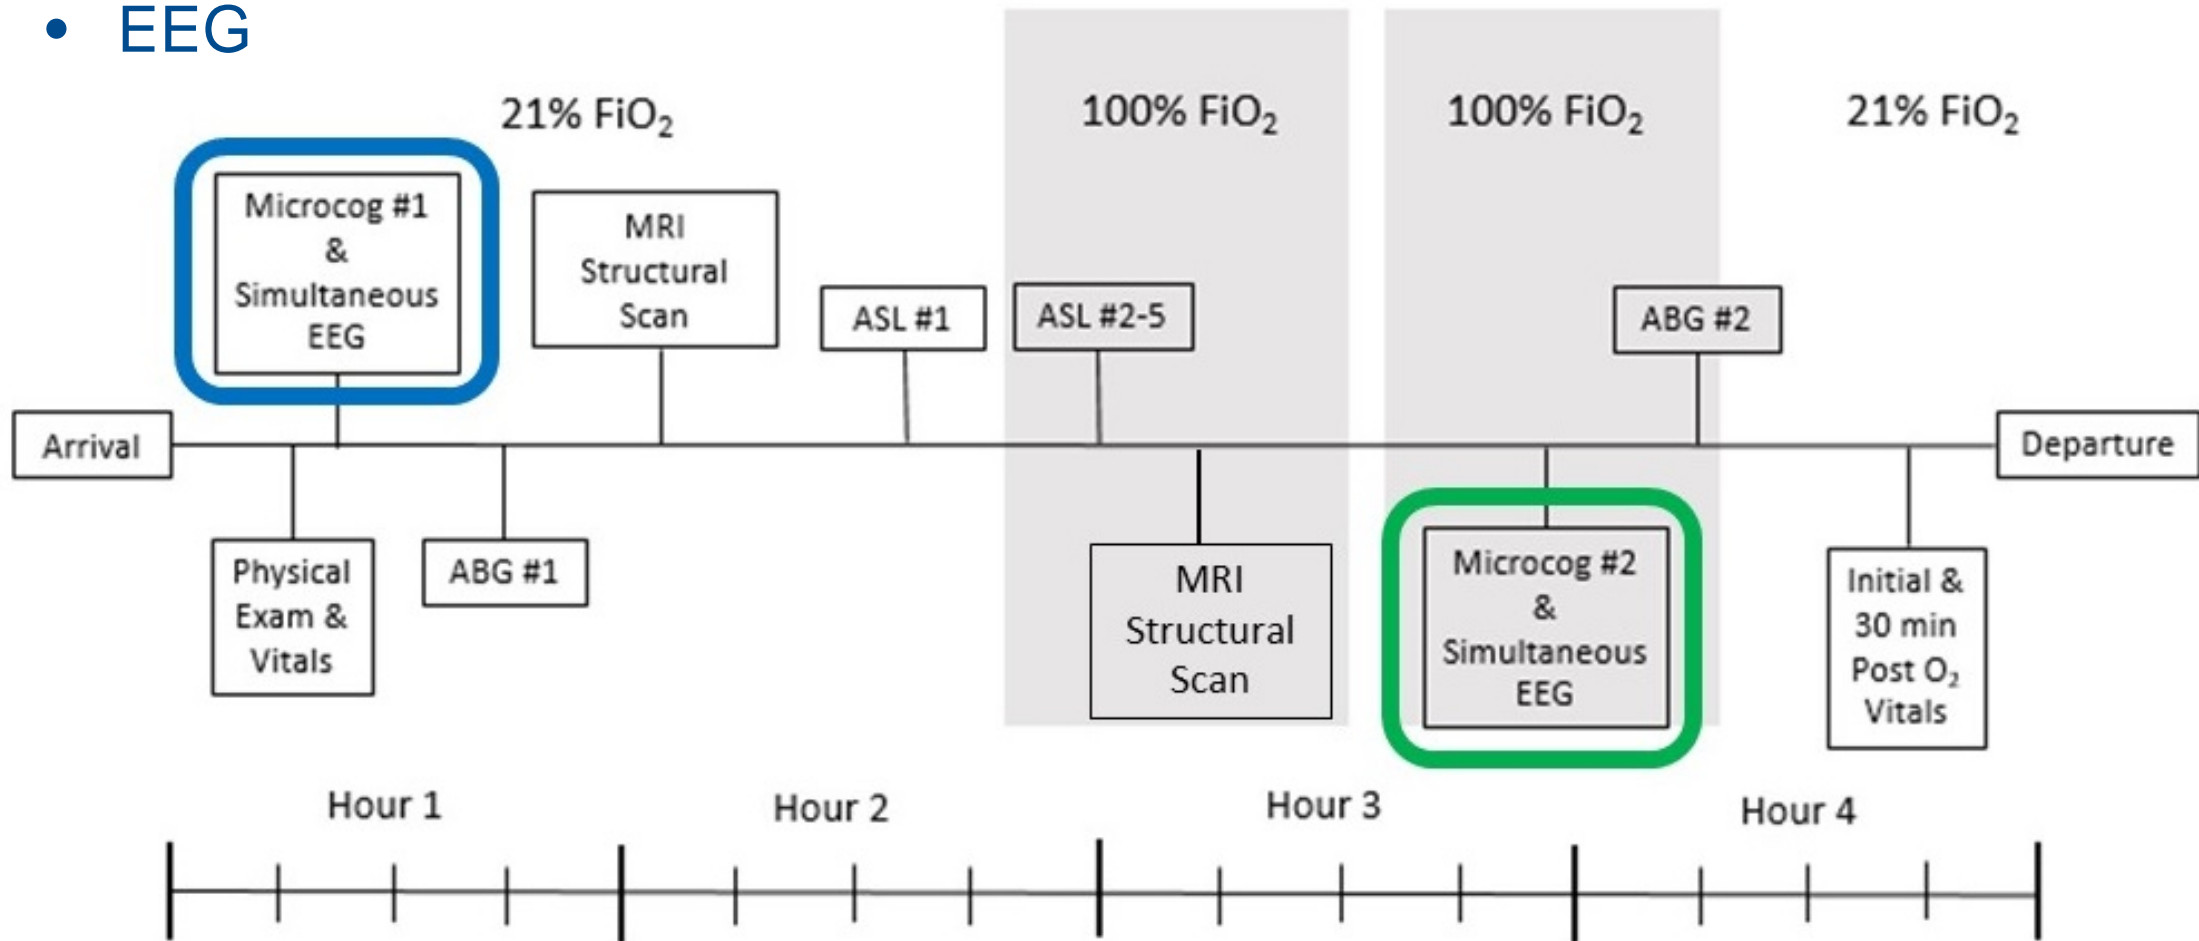 • EEG
21% FiO₂
100% FiO₂
100% FiO₂
21% FiO₂
Microcog #1
&
Simultaneous
EEG
MRI
Structural
Scan
ASL #1
ASL #2-5
ABG #2
Arrival
Departure
Physical
Exam &
Vitals
ABG #1
MRI
Structural
Scan
Microcog #2
&
Simultaneous
EEG
Initial &
30 min
Post O₂
Vitals
Hour 1
Hour 2
Hour 3
Hour 4